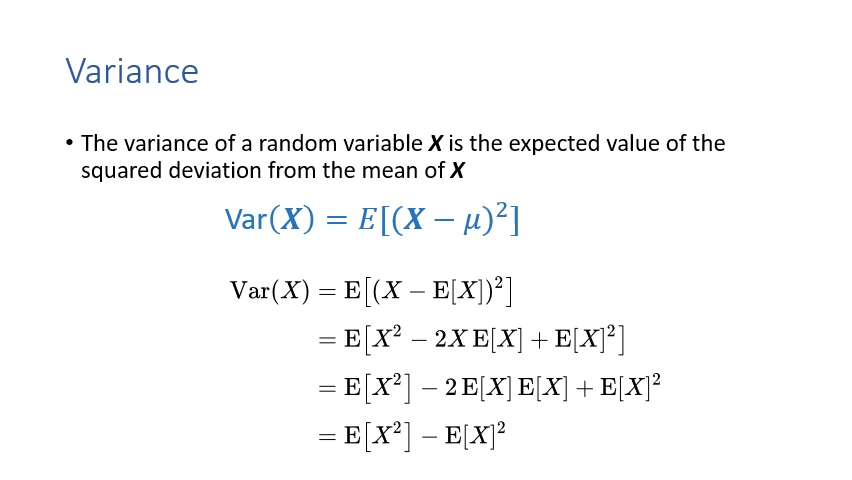 Variance
• The variance of a random variable X is the expected value of the
squared deviation from the mean of X
Var(X) = E[(X − μ)²]
Var(X) = E[(X − E[X])²]
= E[X² − 2X E[X] + E[X]²]
= E[X²] − 2 E[X] E[X] + E[X]²
= E[X²] − E[X]²